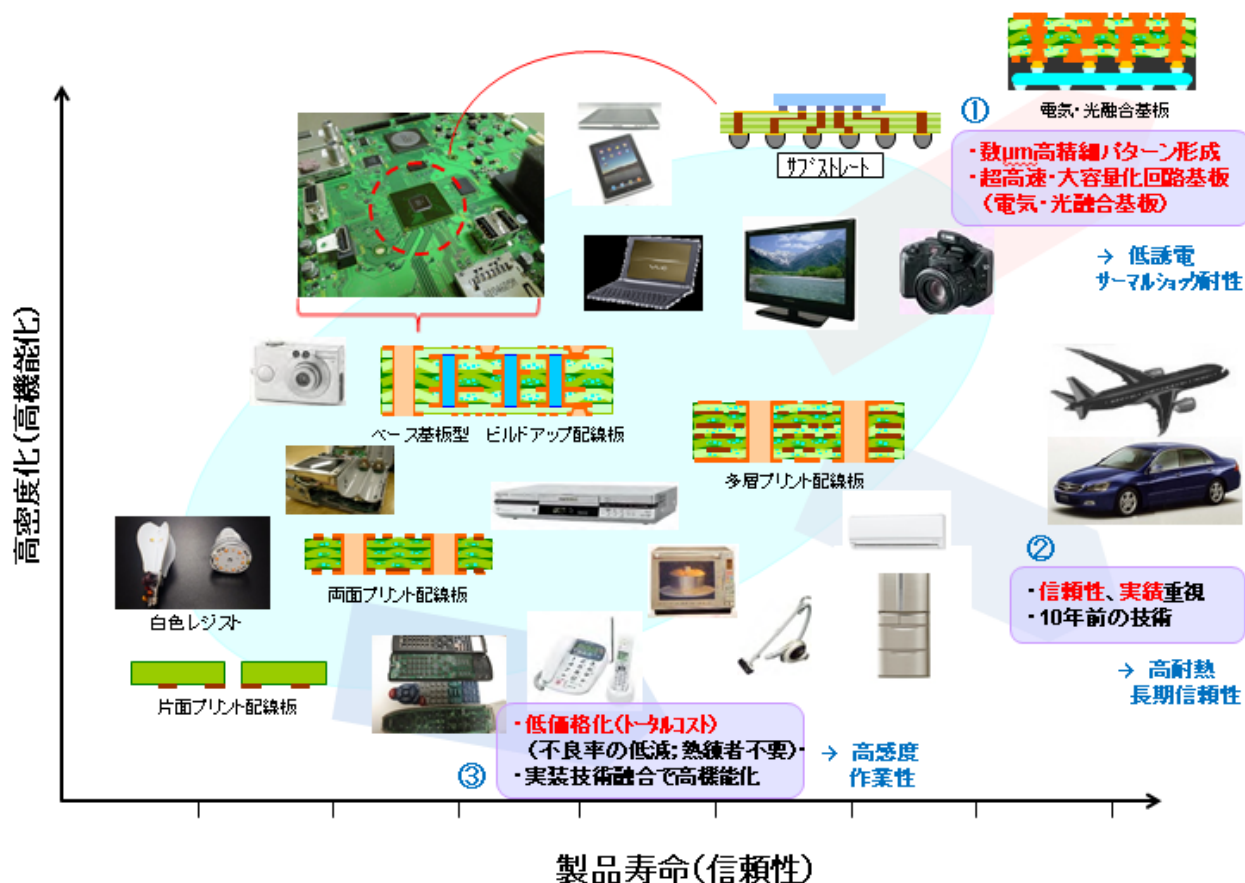 電気・光融合基板
①
・数μm高精細パターン形成
・超高速・大容量化回路基板
(電気・光融合基板)
→ 低誘電
サーマルショック耐性
サブストレート
ベース基板型 ビルドアップ配線板
多層プリント配線板
②
・信頼性、実績重視
・10年前の技術
→ 高耐熱
長期信頼性
両面プリント配線板
白色レジスト
片面プリント配線板
③
・低価格化(トータルコスト)
(不良率の低減;熟練者不要)・
・実装技術融合で高機能化
→ 高感度
作業性
高密度化(高機能化)
製品寿命(信頼性)